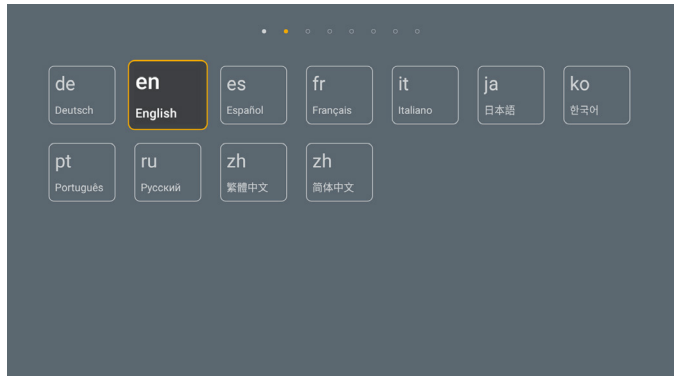 de
Deutsch
en
English
es
Español
fr
Français
it
Italiano
ja
日本語
ko
한국어
pt
Português
ru
Русский
zh
繁體中文
zh
简体中文